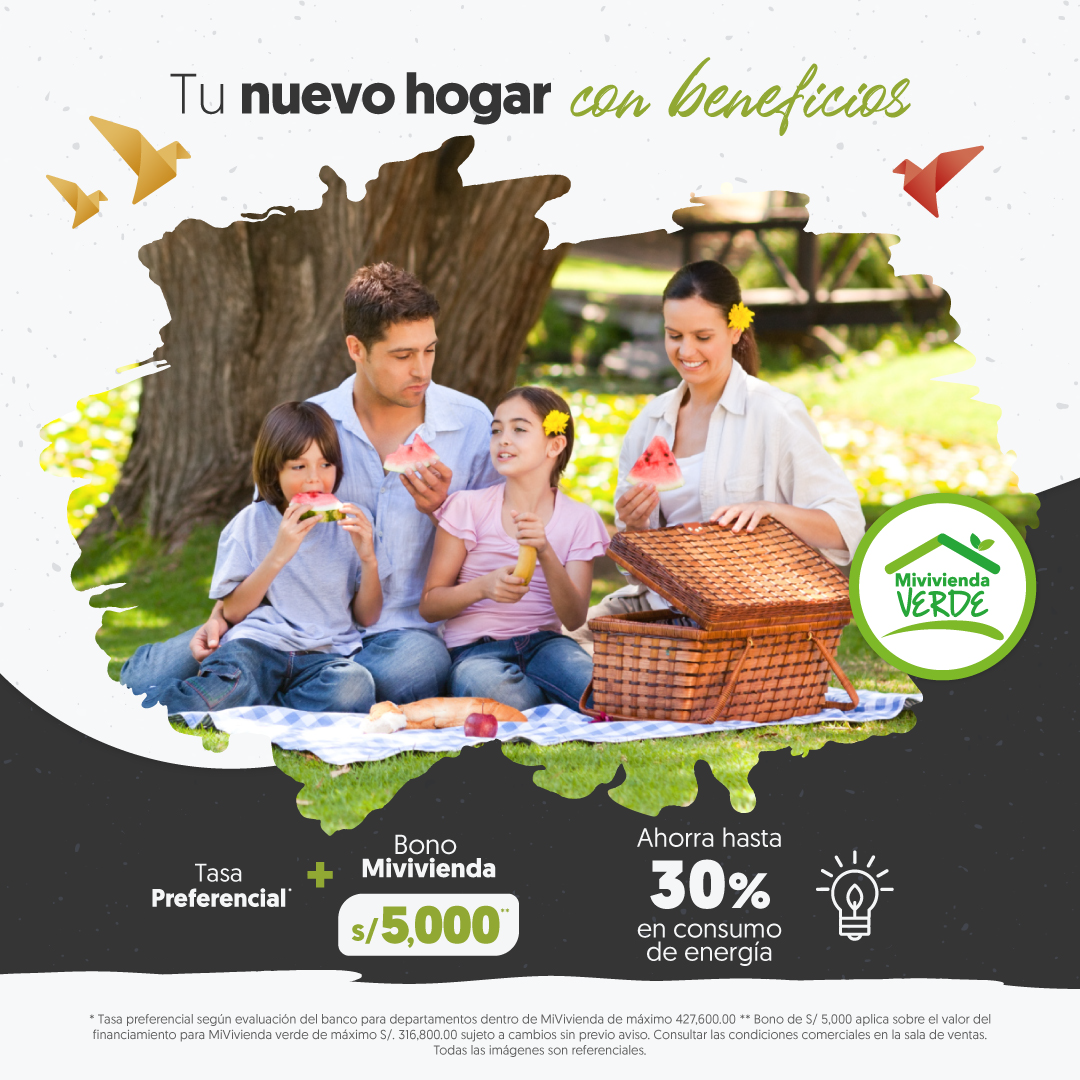 Tu nuevo hogar con beneficios
Mivivienda
VERDE
Tasa
Preferencial*
+
Bono
Mivivienda
s/5,000**
Ahorra hasta
30%
en consumo
de energía
* Tasa preferencial según evaluación del banco para departamentos dentro de MiVivienda de máximo 427,600.00 ** Bono de S/ 5,000 aplica sobre el valor del
financiamiento para MiVivienda verde de máximo S/. 316,800.00 sujeto a cambios sin previo aviso. Consultar las condiciones comerciales en la sala de ventas.
Todas las imágenes son referenciales.